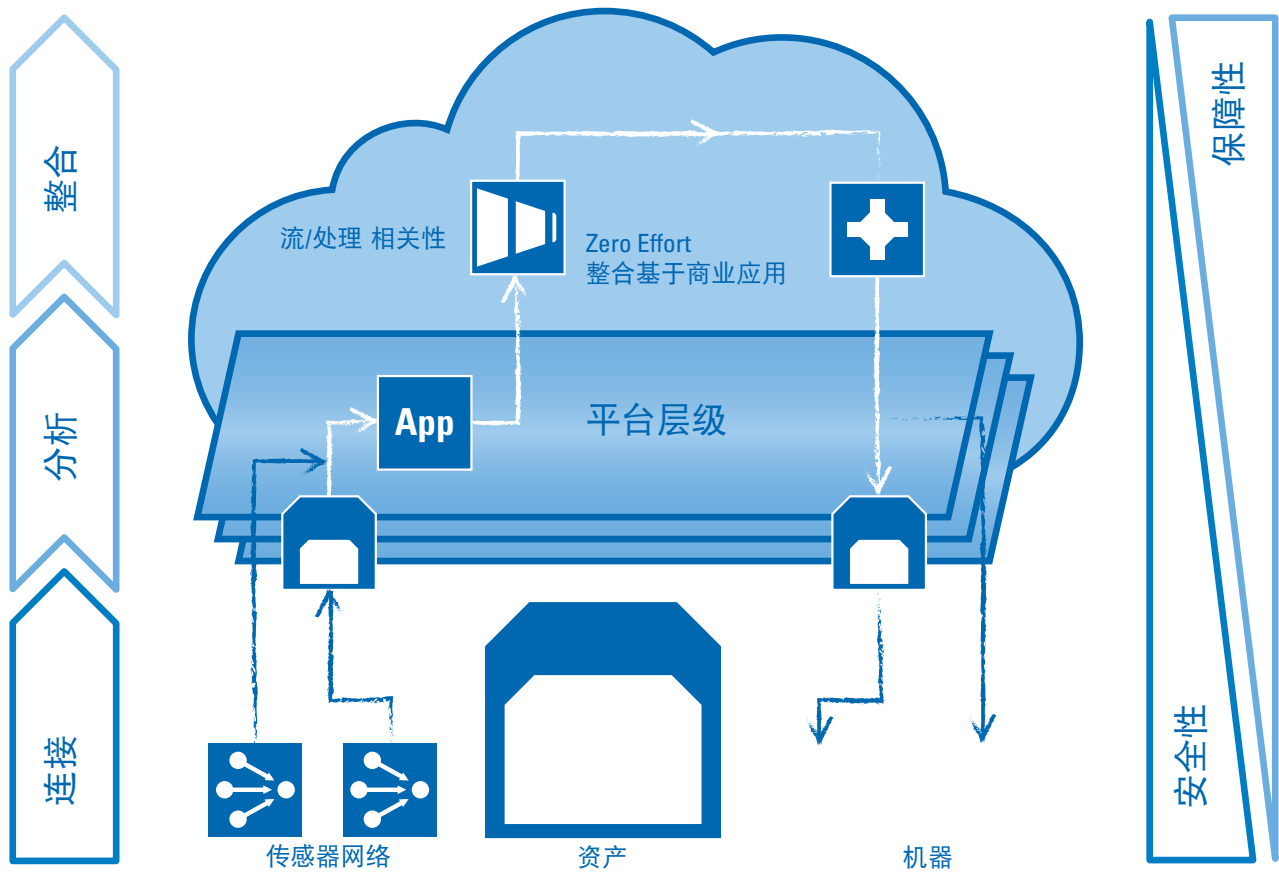 整合
分析
连接
流/处理 相关性
Zero Effort
整合基于商业应用
App
平台层级
传感器网络
资产
机器
保障性
安全性